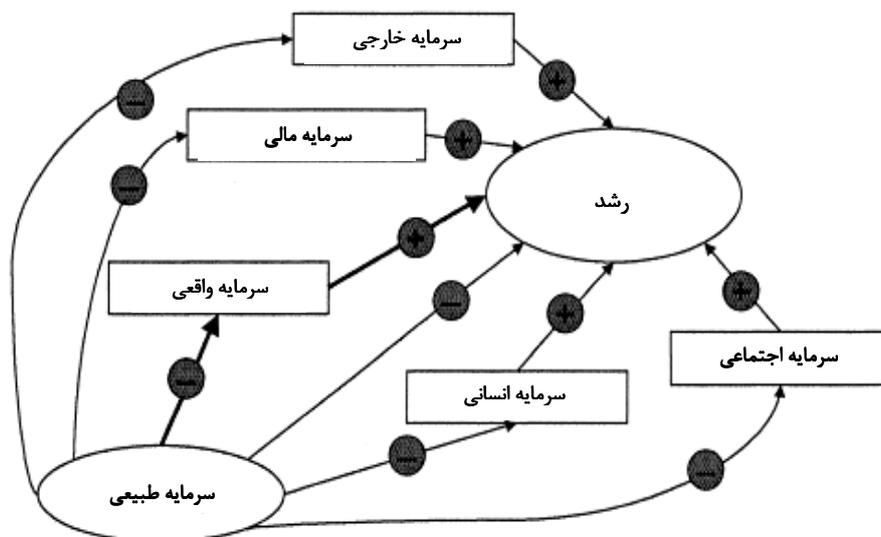 سرمایه خارجی
سرمایه مالی
رشد
سرمایه واقعی
سرمایه اجتماعی
سرمایه انسانی
سرمایه طبیعی
+
+
+
+
+
−
−
−
−
−
−